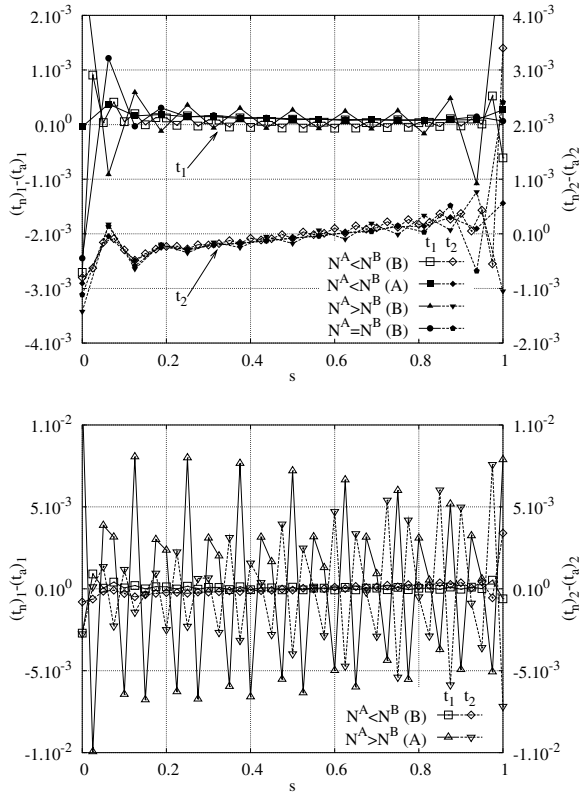 2.10⁻³
1.10⁻³
0.10⁰
-1.10⁻³
-2.10⁻³
-3.10⁻³
-4.10⁻³
(tₙ)₁-(tₐ)₁
4.10⁻³
3.10⁻³
2.10⁻³
1.10⁻³
0.10⁰
-1.10⁻³
-2.10⁻³
(tₙ)₂-(tₐ)₂
t₁
t₂
t₁ t₂
Nᴬ<Nᴮ (B)
Nᴬ<Nᴮ (A)
Nᴬ>Nᴮ (B)
Nᴬ=Nᴮ (B)
0 0.2 0.4 0.6 0.8 1
s
1.10⁻²
5.10⁻³
0.10⁰
-5.10⁻³
-1.10⁻²
(tₙ)₁-(tₐ)₁
1.10⁻²
5.10⁻³
0.10⁰
-5.10⁻³
-1.10⁻²
(tₙ)₂-(tₐ)₂
t₁ t₂
Nᴬ<Nᴮ (B)
Nᴬ>Nᴮ (A)
0 0.2 0.4 0.6 0.8 1
s